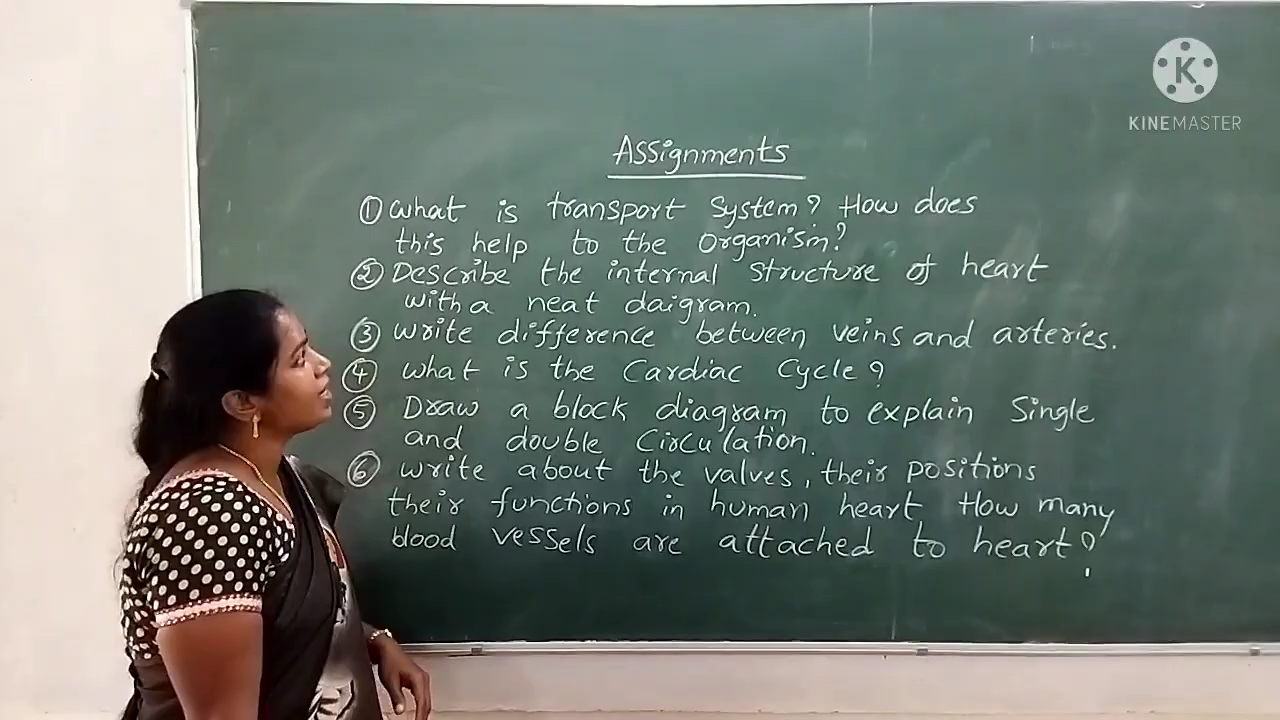 K
KINEMASTER
Assignments
① What is transport system? How does
this help to the organism?
② Describe the internal structure of heart
with a neat daigram.
③ Write difference between veins and arteries.
④ What is the Cardiac Cycle?
⑤ Draw a block diagram to explain Single
and double Circulation.
⑥ write about the valves, their positions
their functions in human heart How many
blood vessels are attached to heart?